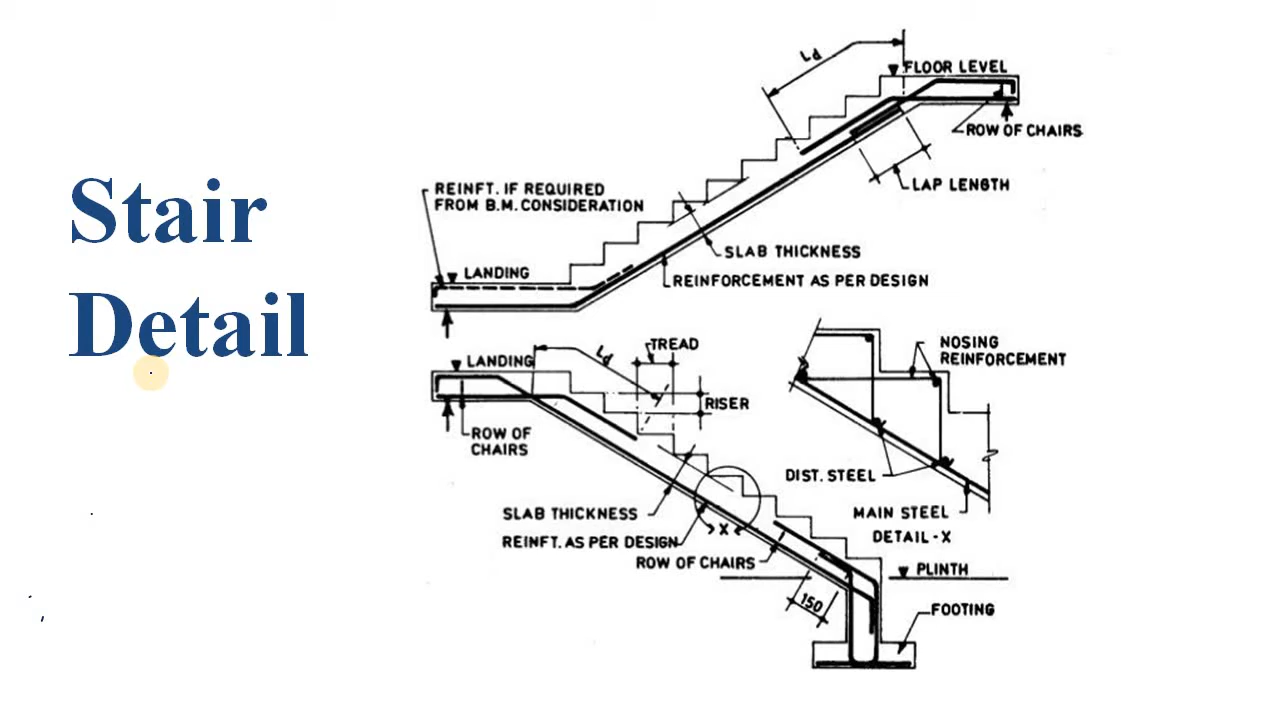 Stair
Detail
Ld
FLOOR LEVEL
ROW OF CHAIRS
LAP LENGTH
REINFT. IF REQUIRED
FROM B.M. CONSIDERATION
SLAB THICKNESS
LANDING
REINFORCEMENT AS PER DESIGN
TREAD
Ld
LANDING
RISER
ROW OF
CHAIRS
NOSING
REINFORCEMENT
DIST. STEEL
MAIN STEEL
DETAIL-X
SLAB THICKNESS
REINFT. AS PER DESIGN
X
ROW OF CHAIRS
PLINTH
150
FOOTING